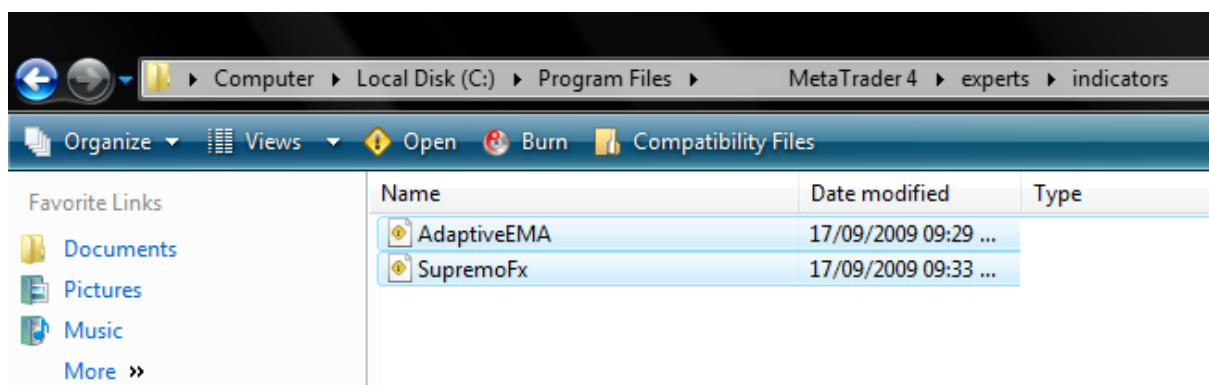 Computer Local Disk (C:) Program Files MetaTrader 4 experts indicators
Organize Views Open Burn Compatibility Files
Favorite Links
Documents
Pictures
Music
More »
Name Date modified Type
AdaptiveEMA 17/09/2009 09:29 ...
SupremoFx 17/09/2009 09:33 ...